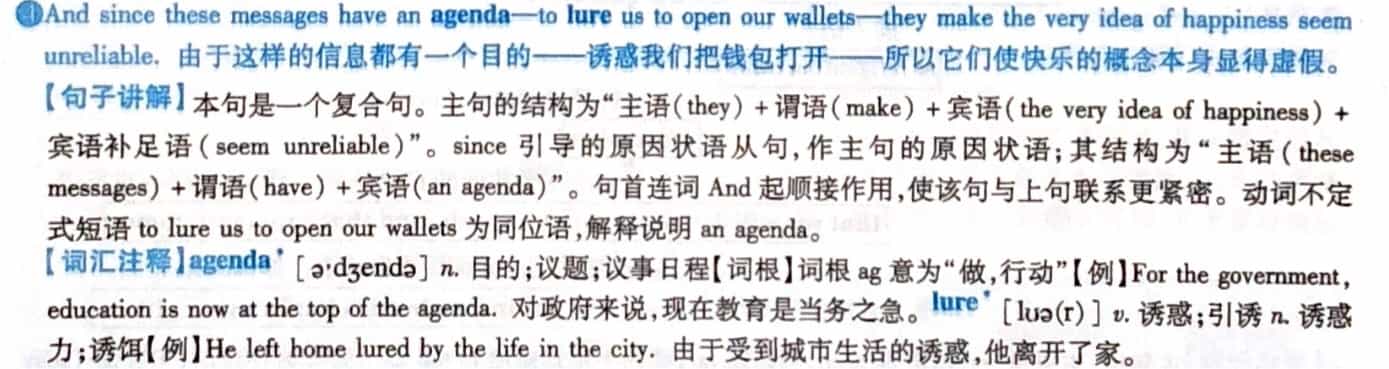 ④And since these messages have an agenda—to lure us to open our wallets—they make the very idea of happiness seem
unreliable. 由于这样的信息都有一个目的——诱惑我们把钱包打开——所以它们使快乐的概念本身显得虚假。
【句子讲解】本句是一个复合句。主句的结构为“主语(they) + 谓语(make) + 宾语(the very idea of happiness) +
宾语补足语(seem unreliable)”。since 引导的原因状语从句,作主句的原因状语;其结构为“主语(these
messages) + 谓语(have) + 宾语(an agenda)”。句首连词 And 起顺接作用,使该句与上句联系更紧密。动词不定
式短语 to lure us to open our wallets 为同位语,解释说明 an agenda。
【词汇注释】agenda* [əˈdʒendə] n. 目的;议题;议事日程【词根】词根 ag 意为“做,行动”【例】For the government,
education is now at the top of the agenda. 对政府来说,现在教育是当务之急。lure* [lʊə(r)] v. 诱惑;引诱 n. 诱惑
力;诱饵【例】He left home lured by the life in the city. 由于受到城市生活的诱惑,他离开了家。